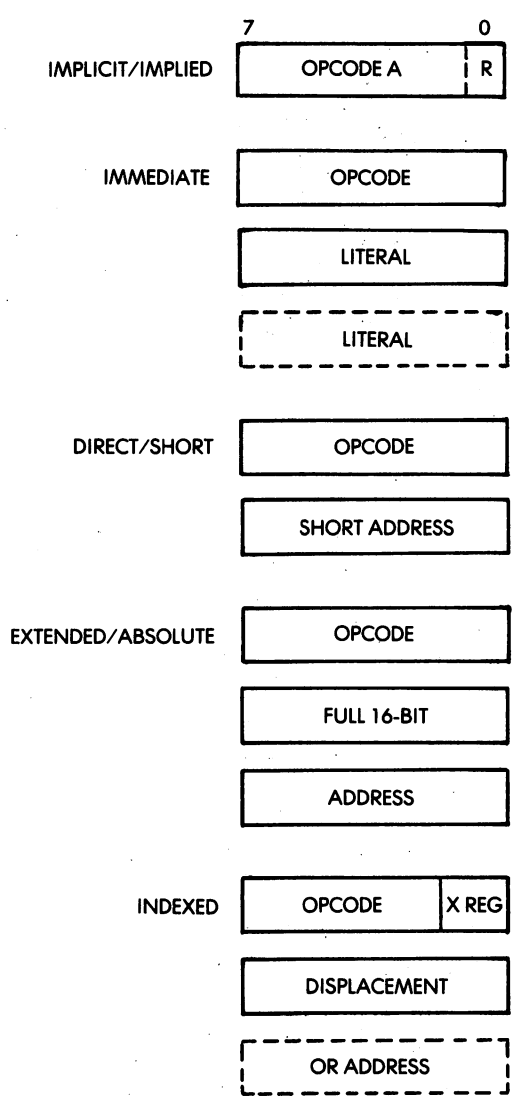 7 0
IMPLICIT/IMPLIED OPCODE A R
IMMEDIATE OPCODE
LITERAL
LITERAL
DIRECT/SHORT OPCODE
SHORT ADDRESS
EXTENDED/ABSOLUTE OPCODE
FULL 16-BIT
ADDRESS
INDEXED OPCODE X REG
DISPLACEMENT
OR ADDRESS